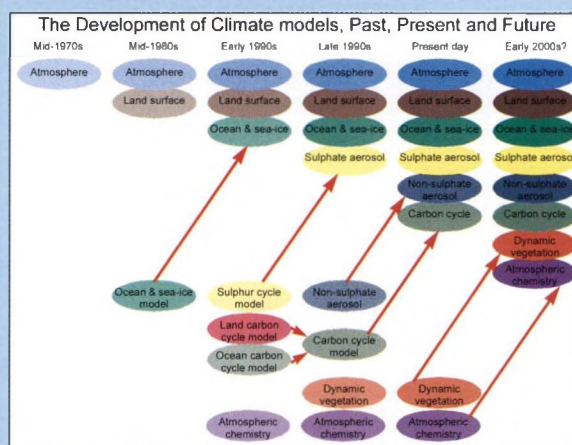 The Development of Climate models, Past, Present and Future
Mid-1970s Mid-1980s Early 1990s Late 1990s Present day Early 2000s?
Atmosphere Atmosphere Atmosphere Atmosphere Atmosphere Atmosphere
Land surface Land surface Land surface Land surface Land surface
Ocean & sea-ice Ocean & sea-ice Ocean & sea-ice Ocean & sea-ice
Sulphate aerosol Sulphate aerosol Sulphate aerosol
Non-sulphate Non-sulphate
aerosol aerosol
Carbon cycle Carbon cycle
Dynamic
vegetation
Atmospheric
chemistry
Ocean & sea-ice Sulphur cycle Non-sulphate
model model aerosol
Land carbon
cycle model
Carbon cycle
model
Ocean carbon
cycle model
Dynamic Dynamic
vegetation vegetation
Atmospheric Atmospheric Atmospheric
chemistry chemistry chemistry